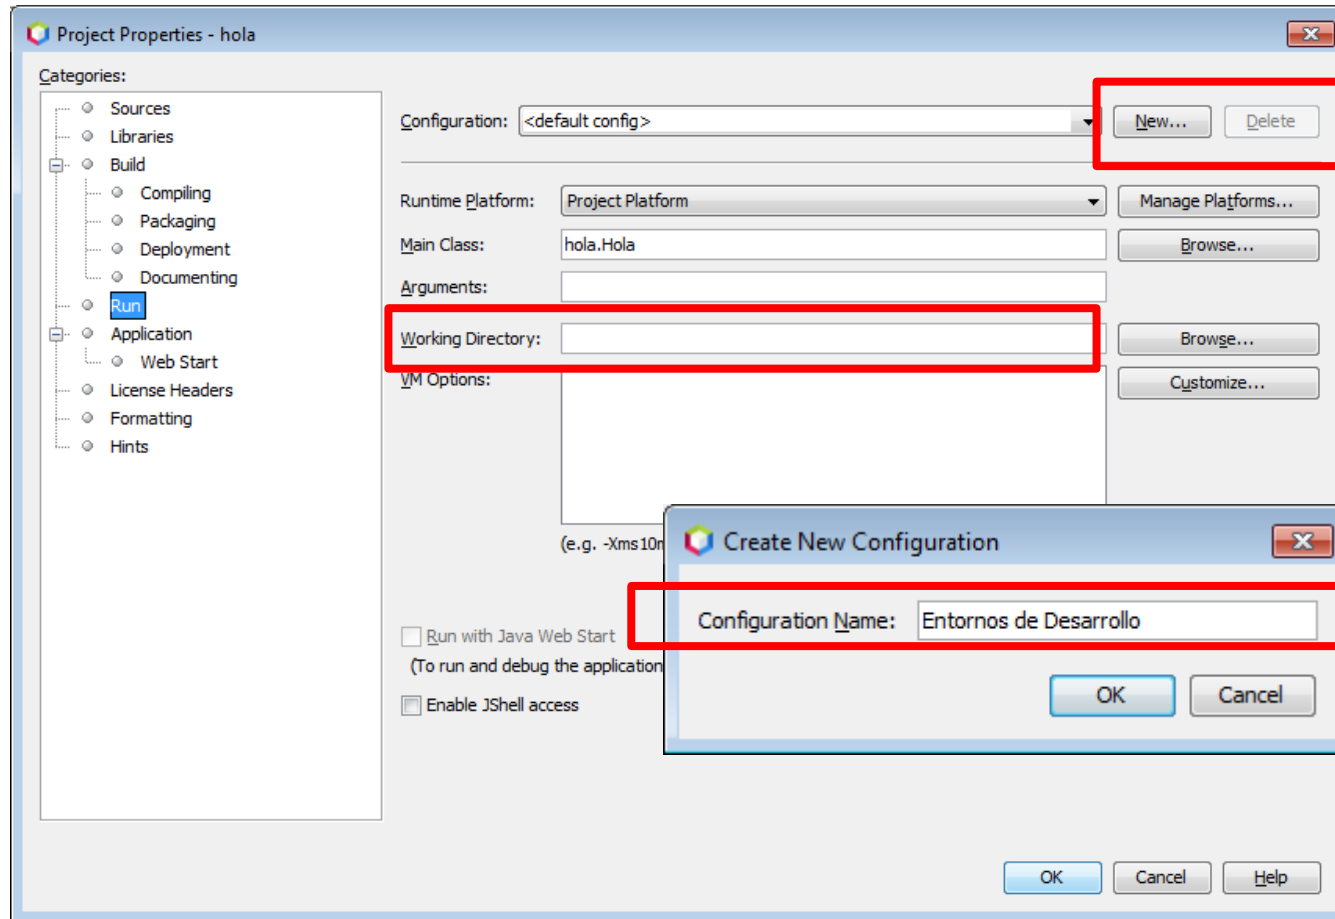 Project Properties - hola
Categories:
Sources
Libraries
Build
Compiling
Packaging
Deployment
Documenting
Run
Application
Web Start
License Headers
Formatting
Hints
Configuration: <default config> New... Delete
Runtime Platform: Project Platform Manage Platforms...
Main Class: hola.Hola Browse...
Arguments:
Working Directory: Browse...
VM Options: Customize...
(e.g. -Xms10m
Run with Java Web Start
(To run and debug the application
Enable JShell access
Create New Configuration
Configuration Name: Entornos de Desarrollo
OK Cancel
OK Cancel Help